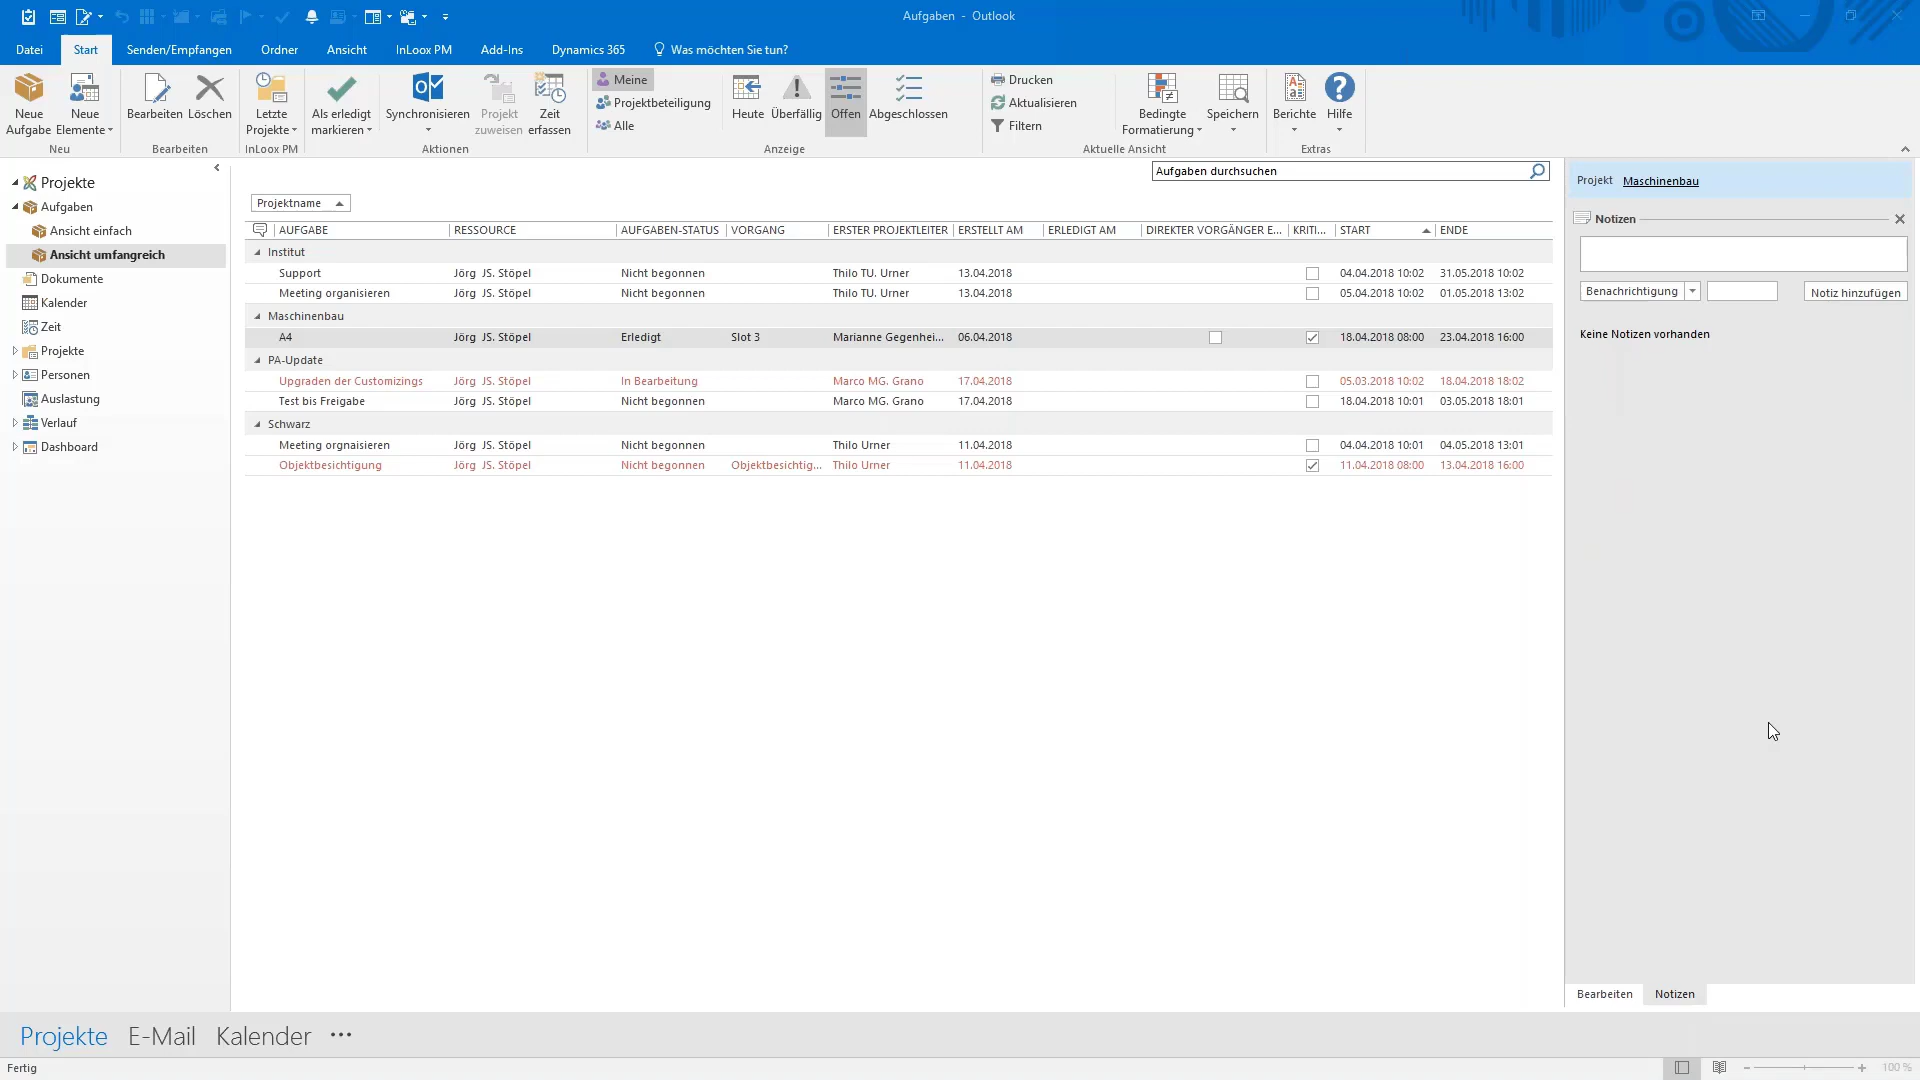 Aufgaben - Outlook
Datei Start Senden/Empfangen Ordner Ansicht InLoox PM Add-Ins Dynamics 365 Was möchten Sie tun?
Neue Aufgabe
Neue Elemente
Neu
Bearbeiten
Löschen
Bearbeiten
Letzte Projekte
InLoox PM
Als erledigt markieren
Synchronisieren
Projekt zuweisen
Zeit erfassen
Aktionen
Meine
Projektbeteiligung
Alle
Heute
Überfällig
Offen
Abgeschlossen
Anzeige
Drucken
Aktualisieren
Filtern
Bedingte Formatierung
Speichern
Aktuelle Ansicht
Berichte
Hilfe
Extras
Projekte
Aufgaben
Ansicht einfach
Ansicht umfangreich
Dokumente
Kalender
Zeit
Projekte
Personen
Auslastung
Verlauf
Dashboard
Aufgaben durchsuchen
Projektname
AUFGABE RESSOURCE AUFGABEN-STATUS VORGANG ERSTER PROJEKTLEITER ERSTELLT AM ERLEDIGT AM DIREKTER VORGÄNGER E... KRITI... START ENDE
Institut
Support Jörg JS. Stöpel Nicht begonnen Thilo TU. Urner 13.04.2018 04.04.2018 10:02 31.05.2018 10:02
Meeting organisieren Jörg JS. Stöpel Nicht begonnen Thilo TU. Urner 13.04.2018 05.04.2018 10:02 01.05.2018 13:02
Maschinenbau
A4 Jörg JS. Stöpel Erledigt Slot 3 Marianne Gegenhei... 06.04.2018 18.04.2018 08:00 23.04.2018 16:00
PA-Update
Upgraden der Customizings Jörg JS. Stöpel In Bearbeitung Marco MG. Grano 17.04.2018 05.03.2018 10:02 18.04.2018 18:02
Test bis Freigabe Jörg JS. Stöpel Nicht begonnen Marco MG. Grano 17.04.2018 18.04.2018 10:01 03.05.2018 18:01
Schwarz
Meeting orgnaisieren Jörg JS. Stöpel Nicht begonnen Thilo Urner 11.04.2018 04.04.2018 10:01 04.05.2018 13:01
Objektbesichtigung Jörg JS. Stöpel Nicht begonnen Objektbesichtig... Thilo Urner 11.04.2018 11.04.2018 08:00 13.04.2018 16:00
Projekt Maschinenbau
Notizen
Benachrichtigung Notiz hinzufügen
Keine Notizen vorhanden
Bearbeiten Notizen
Projekte E-Mail Kalender ...
Fertig
100 %